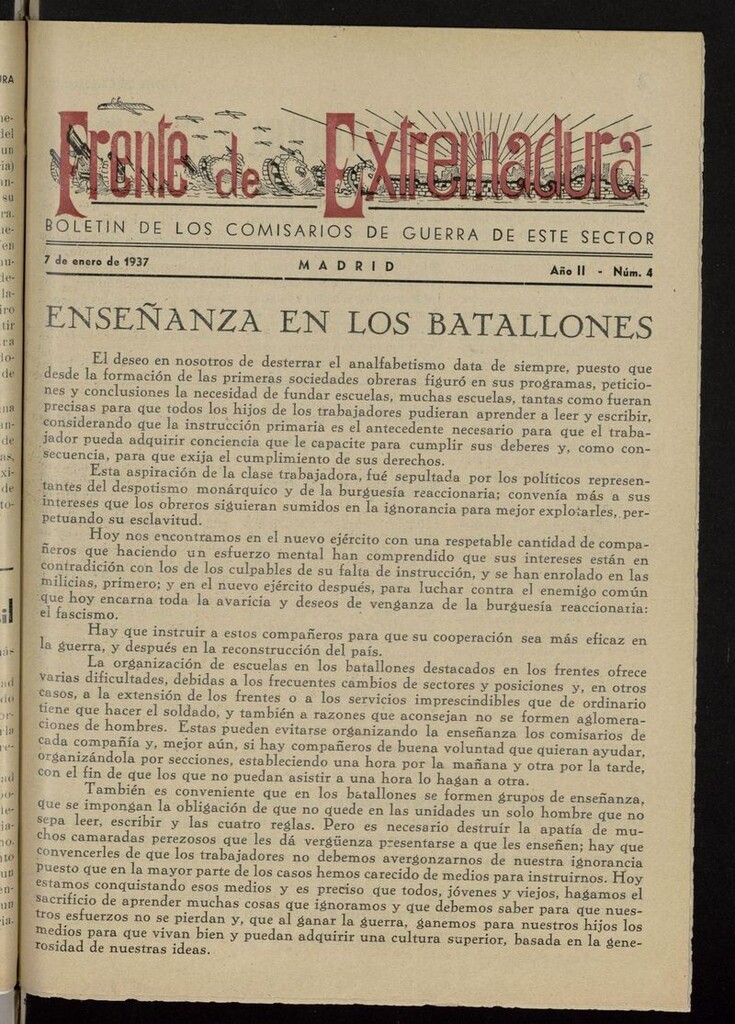 Frente de Extremadura
BOLETIN DE LOS COMISARIOS DE GUERRA DE ESTE SECTOR
7 de enero de 1937 MADRID Año II - Núm. 4
ENSEÑANZA EN LOS BATALLONES
El deseo en nosotros de desterrar el analfabetismo data de siempre, puesto que
desde la formación de las primeras sociedades obreras figuró en sus programas, peticio-
nes y conclusiones la necesidad de fundar escuelas, muchas escuelas, tantas como fueran
precisas para que todos los hijos de los trabajadores pudieran aprender a leer y escribir,
considerando que la instrucción primaria es el antecedente necesario para que el traba-
jador pueda adquirir conciencia que le capacite para cumplir sus deberes y, como con-
secuencia, para que exija el cumplimiento de sus derechos.
Esta aspiración de la clase trabajadora, fué sepultada por los políticos represen-
tantes del despotismo monárquico y de la burguesía reaccionaria; convenía más a sus
intereses que los obreros siguieran sumidos en la ignorancia para mejor explotarles, per-
petuando su esclavitud.
Hoy nos encontramos en el nuevo ejército con una respetable cantidad de compa-
ñeros que haciendo un esfuerzo mental han comprendido que sus intereses están en
contradición con los de los culpables de su falta de instrucción, y se han enrolado en las
milicias, primero; y en el nuevo ejército después, para luchar contra el enemigo común
que hoy encarna toda la avaricia y deseos de venganza de la burguesía reaccionaria:
el fascismo.
Hay que instruir a estos compañeros para que su cooperación sea más eficaz en
la guerra, y después en la reconstrucción del país.
La organización de escuelas en los batallones destacados en los frentes ofrece
varias dificultades, debidas a los frecuentes cambios de sectores y posiciones y, en otros
casos, a la extensión de los frentes o a los servicios imprescindibles que de ordinario
tiene que hacer el soldado, y también a razones que aconsejan no se formen aglomera-
ciones de hombres. Estas pueden evitarse organizando la enseñanza los comisarios de
cada compañía y, mejor aún, si hay compañeros de buena voluntad que quieran ayudar,
organizándola por secciones, estableciendo una hora por la mañana y otra por la tarde,
con el fin de que los que no puedan asistir a una hora lo hagan a otra.
También es conveniente que en los batallones se formen grupos de enseñanza,
que se impongan la obligación de que no quede en las unidades un solo hombre que no
sepa leer, escribir y las cuatro reglas. Pero es necesario destruír la apatía de mu-
chos camaradas perezosos que les dá vergüenza presentarse a que les enseñen; hay que
convencerles de que los trabajadores no debemos avergonzarnos de nuestra ignorancia
puesto que en la mayor parte de los casos hemos carecido de medios para instruirnos. Hoy
estamos conquistando esos medios y es preciso que todos, jóvenes y viejos, hagamos el
sacrificio de aprender muchas cosas que ignoramos y que debemos saber para que nues-
tros esfuerzos no se pierdan y, que al ganar la guerra, ganemos para nuestros hijos los
medios para que vivan bien y puedan adquirir una cultura superior, basada en la gene-
rosidad de nuestras ideas.